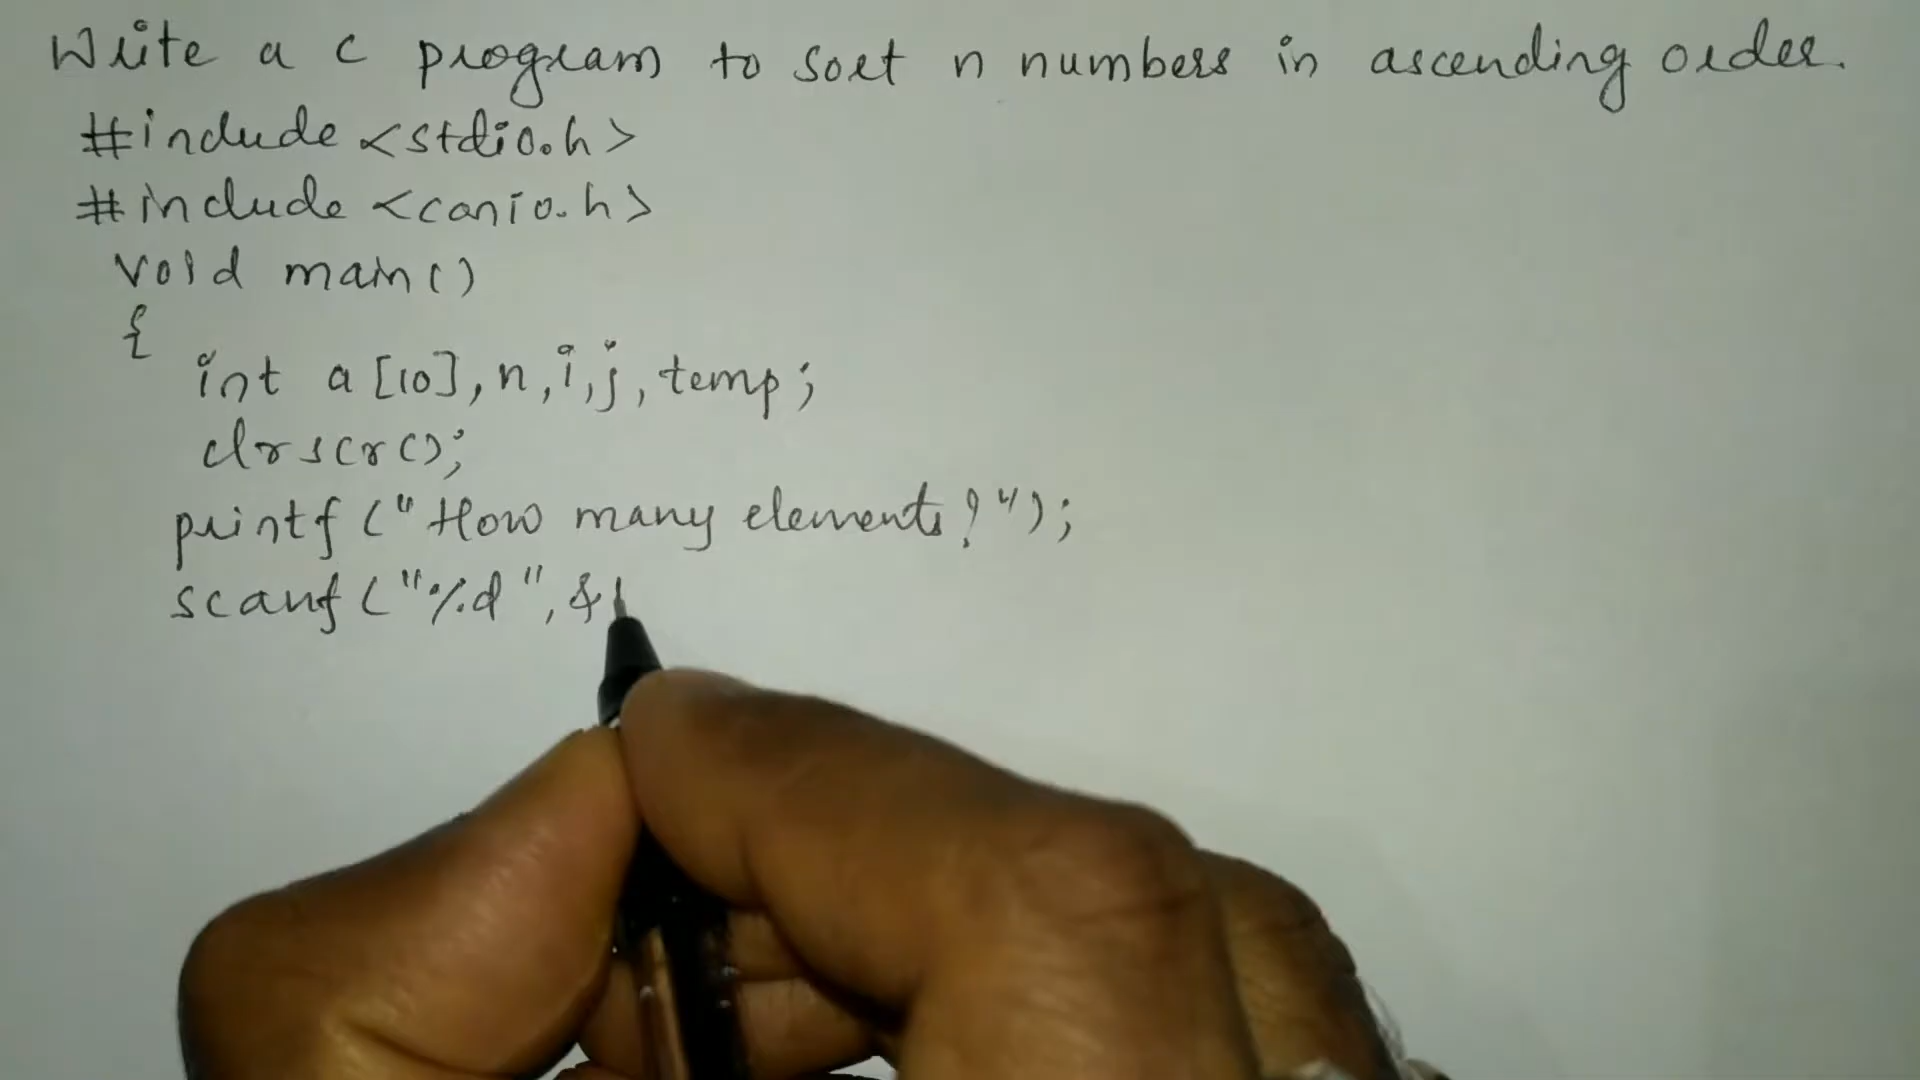 Write a c program to sort n numbers in ascending order.
#include <stdio.h>
#include <conio.h>
void main()
{
int a[10],n,i,j,temp;
clrscr();
printf("How many elements?");
scanf("%d",&